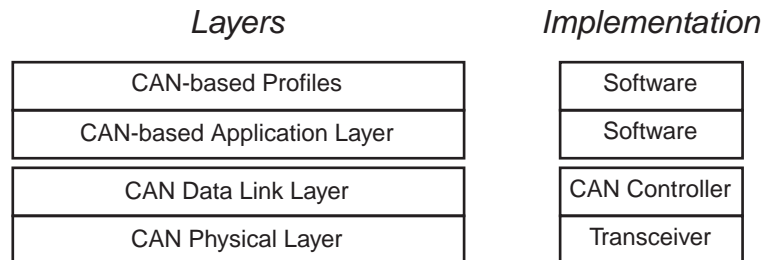 Layers Implementation
CAN-based Profiles Software
CAN-based Application Layer Software
CAN Data Link Layer CAN Controller
CAN Physical Layer Transceiver